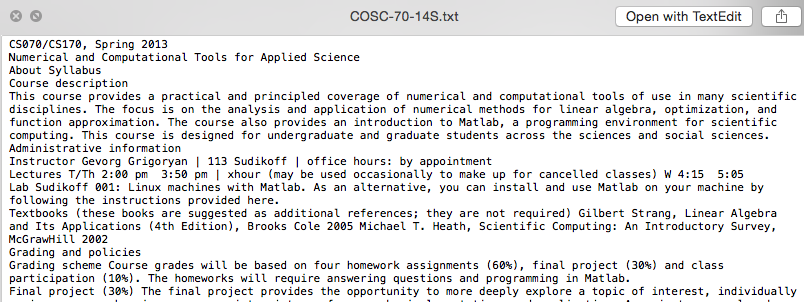 COSC-70-14S.txt
Open with TextEdit
CS070/CS170, Spring 2013
Numerical and Computational Tools for Applied Science
About Syllabus
Course description
This course provides a practical and principled coverage of numerical and computational tools of use in many scientific
disciplines. The focus is on the analysis and application of numerical methods for linear algebra, optimization, and
function approximation. The course also provides an introduction to Matlab, a programming environment for scientific
computing. This course is designed for undergraduate and graduate students across the sciences and social sciences.
Administrative information
Instructor Gevorg Grigoryan | 113 Sudikoff | office hours: by appointment
Lectures T/Th 2:00 pm  3:50 pm | xhour (may be used occasionally to make up for cancelled classes) W 4:15  5:05
Lab Sudikoff 001: Linux machines with Matlab. As an alternative, you can install and use Matlab on your machine by
following the instructions provided here.
Textbooks (these books are suggested as additional references; they are not required) Gilbert Strang, Linear Algebra
and Its Applications (4th Edition), Brooks Cole 2005 Michael T. Heath, Scientific Computing: An Introductory Survey,
McGrawHill 2002
Grading and policies
Grading scheme Course grades will be based on four homework assignments (60%), final project (30%) and class
participation (10%). The homeworks will require answering questions and programming in Matlab.
Final project (30%) The final project provides the opportunity to more deeply explore a topic of interest, individually